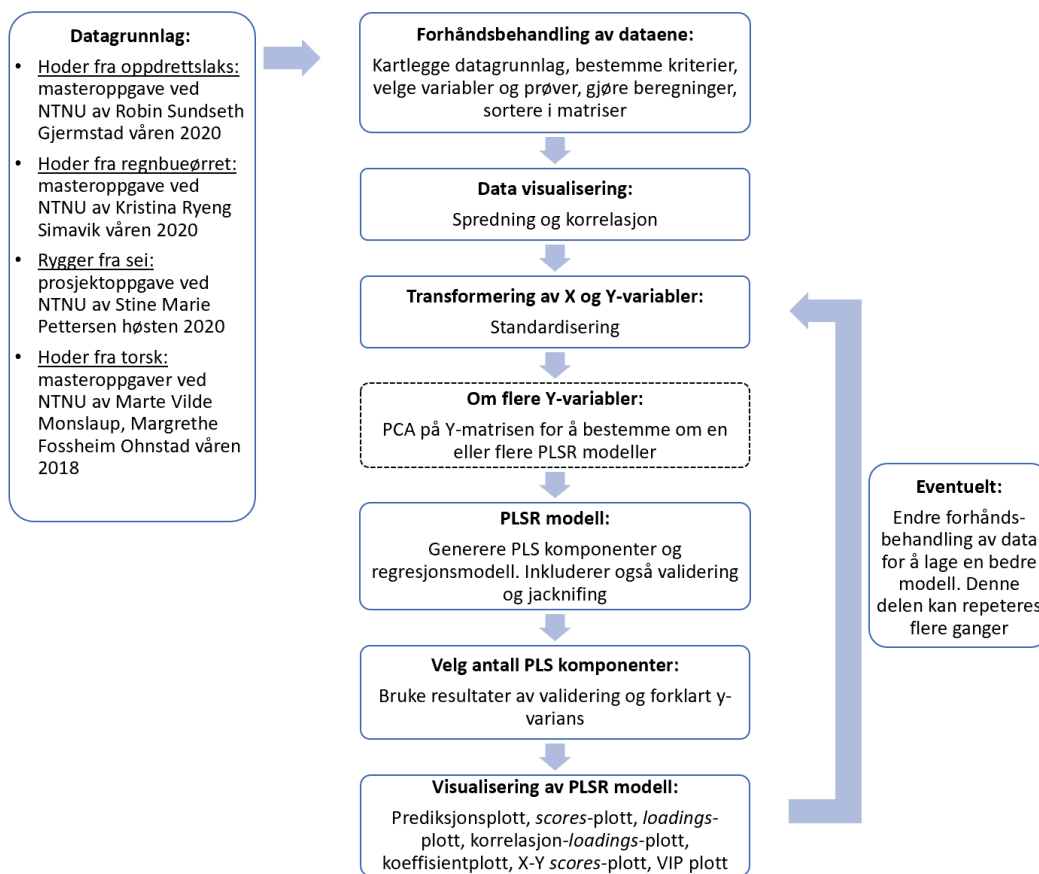 Datagrunnlag:
• Hoder fra oppdrettslaks:
masteroppgave ved
NTNU av Robin Sundseth
Gjermstad våren 2020
• Hoder fra regnbueørret:
masteroppgave ved
NTNU av Kristina Ryeng
Simavik våren 2020
• Rygger fra sei:
prosjektoppgave ved
NTNU av Stine Marie
Pettersen høsten 2020
• Hoder fra torsk:
masteroppgaver ved
NTNU av Marte Vilde
Monslaup, Margrethe
Fossheim Ohnstad våren
2018
Forhåndsbehandling av dataene:
Kartlegge datagrunnlag, bestemme kriterier,
velge variabler og prøver, gjøre beregninger,
sortere i matriser
Data visualisering:
Spredning og korrelasjon
Transformering av X og Y-variabler:
Standardisering
Om flere Y-variabler:
PCA på Y-matrisen for å bestemme om en
eller flere PLSR modeller
PLSR modell:
Generere PLS komponenter og
regresjonsmodell. Inkluderer også validering
og jacknifing
Velg antall PLS komponenter:
Bruke resultater av validering og forklart y-
varians
Visualisering av PLSR modell:
Prediksjonsplott, scores-plott, loadings-
plott, korrelasjon-loadings-plott,
koeffisientplott, X-Y scores-plott, VIP plott
Eventuelt:
Endre forhånds-
behandling av data
for å lage en bedre
modell. Denne
delen kan repeteres
flere ganger